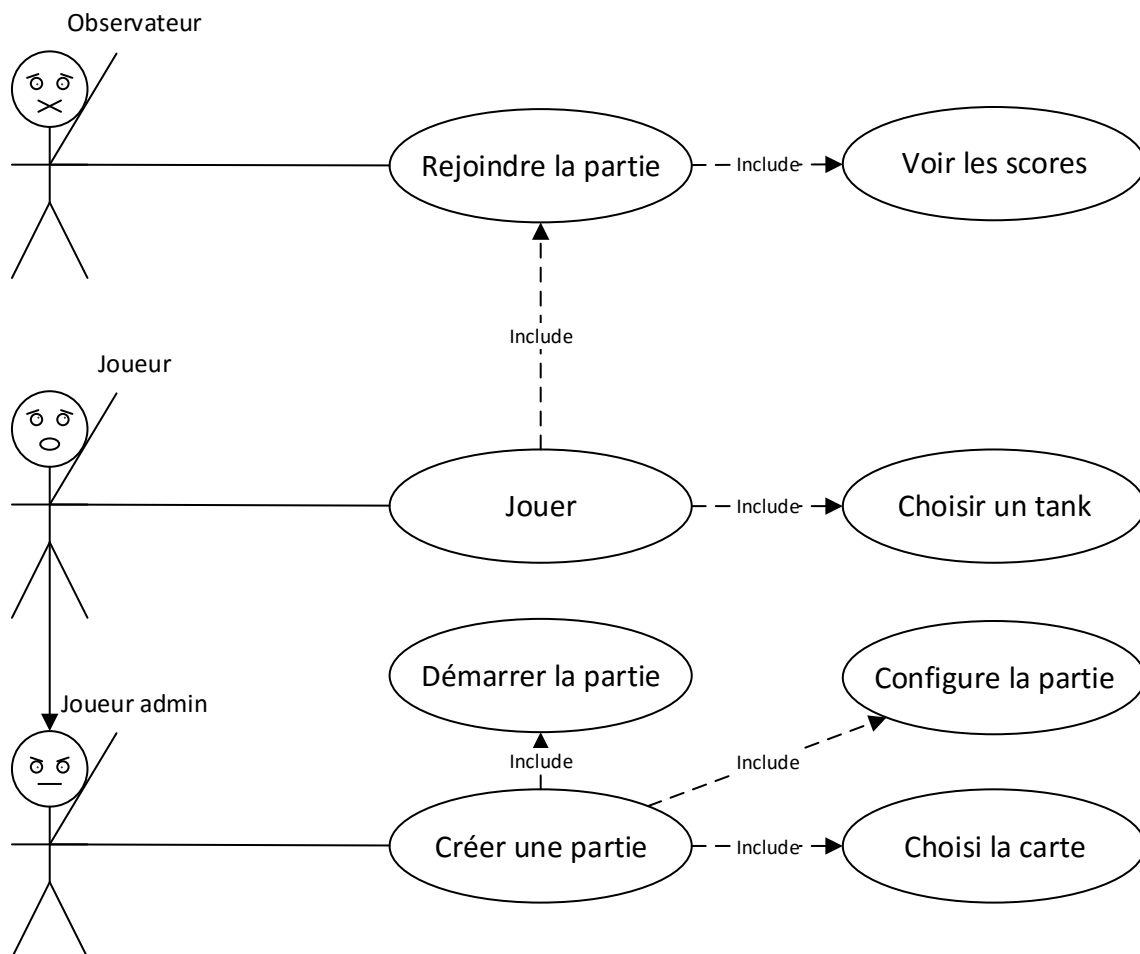 Observateur
Rejoindre la partie
Include
Voir les scores
Include
Joueur
Jouer
Include
Choisir un tank
Démarrer la partie
Configure la partie
Joueur admin
Include
Include
Créer une partie
Include
Choisi la carte